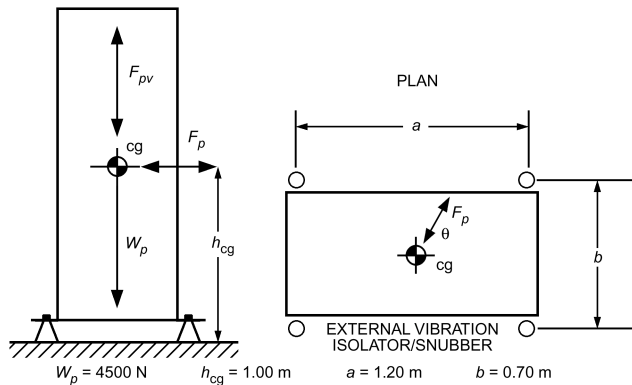 F_pv
cg
F_p
W_p
h_cg
PLAN
a
F_p
θ
cg
b
EXTERNAL VIBRATION
ISOLATOR/SNUBBER
W_p = 4500 N h_cg = 1.00 m a = 1.20 m b = 0.70 m